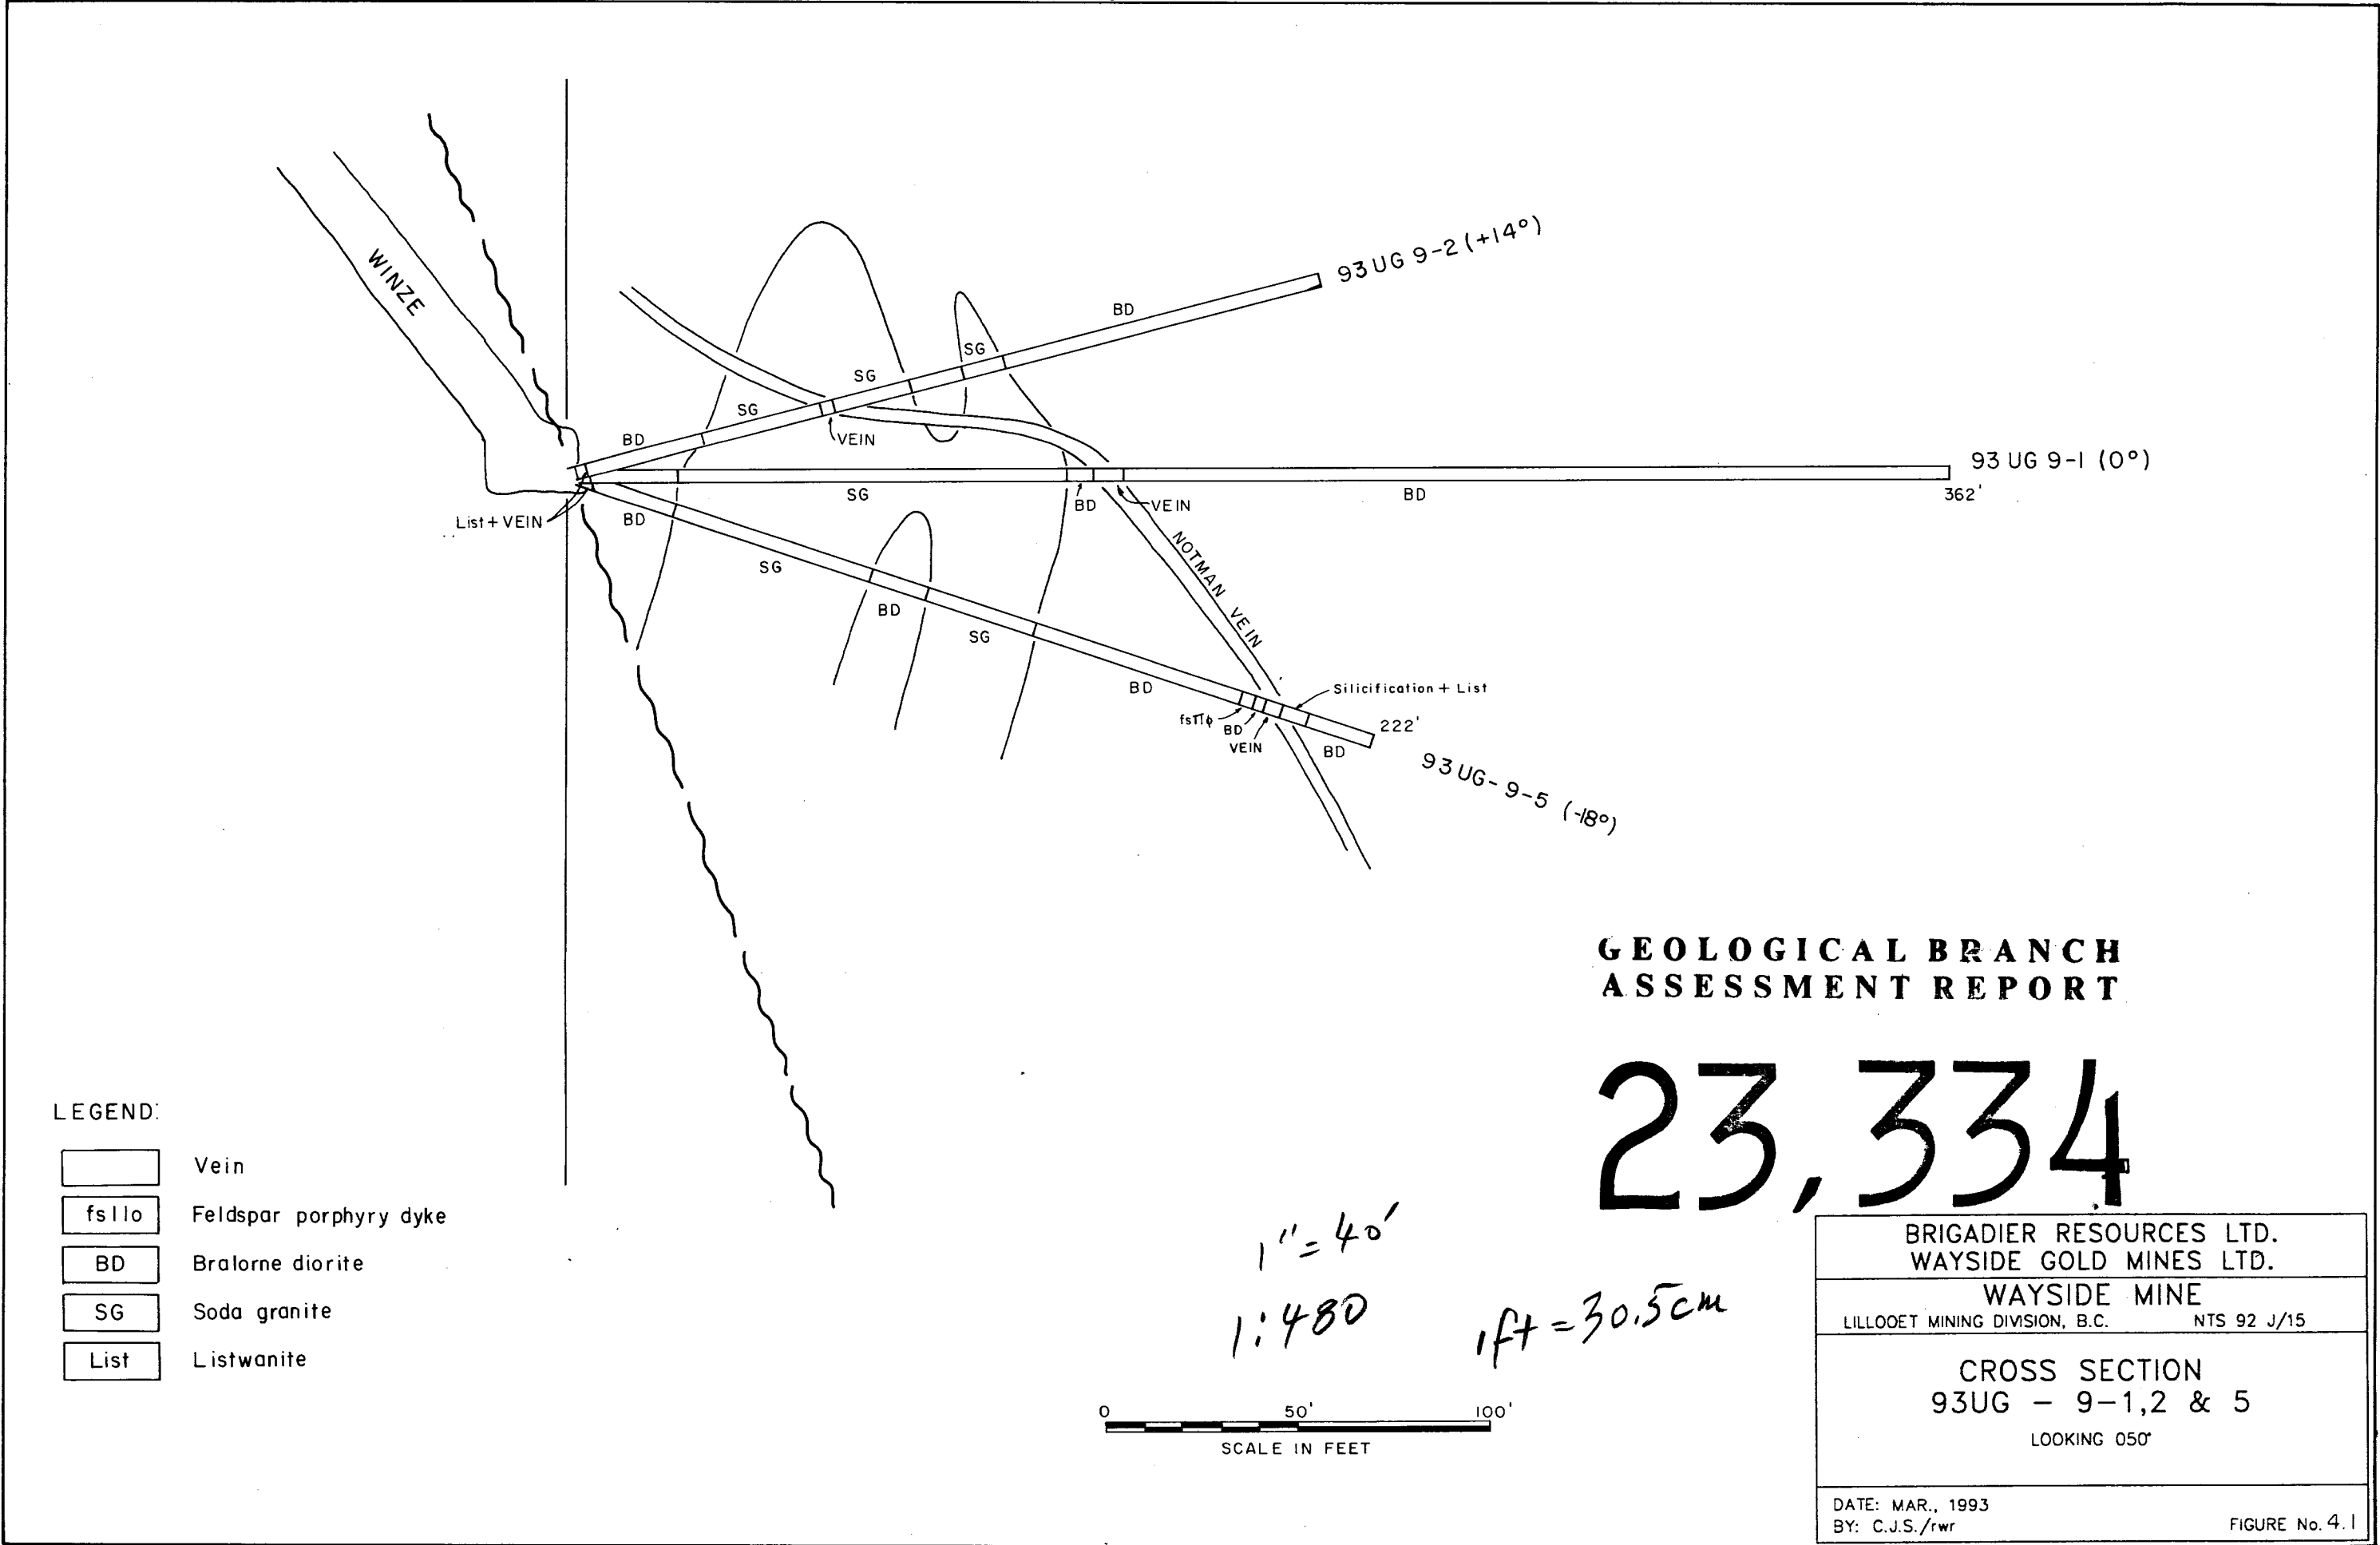 WINZE
93 UG 9-2 (+14°)
BD
SG
SG
SG
BD
VEIN
93 UG 9-1 (0°)
362'
SG
BD
VEIN
BD
List + VEIN
BD
SG
BD
SG
BD
NOTMAN VEIN
Silicification + List
BD
VEIN
BD
222'
93 UG- 9-5 (-18°)
GEOLOGICAL BRANCH
ASSESSMENT REPORT
23,334
LEGEND:
Vein
fsllo Feldspar porphyry dyke
BD Bralorne diorite
SG Soda granite
List Listwanite
1" = 40'
1:480
1ft = 30.5cm
0 50' 100'
SCALE IN FEET
BRIGADIER RESOURCES LTD.
WAYSIDE GOLD MINES LTD.
WAYSIDE MINE
LILLOOET MINING DIVISION, B.C. NTS 92 J/15
CROSS SECTION
93UG - 9-1,2 & 5
LOOKING 050°
DATE: MAR., 1993
BY: C.J.S./rwr
FIGURE No. 4.1